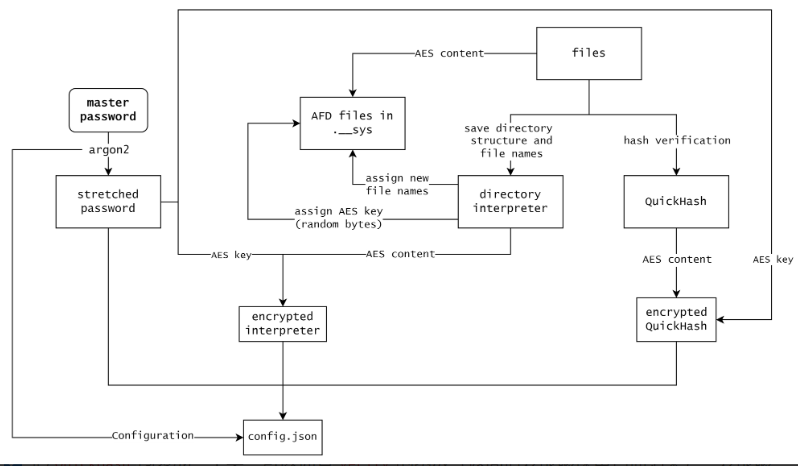 AES content
files
master
password
AFD files in
.__sys
argon2
save directory
structure and
file names
hash verification
assign new
file names
stretched
password
directory
interpreter
QuickHash
assign AES key
(random bytes)
AES key
AES content
AES content
AES key
encrypted
interpreter
encrypted
QuickHash
Configuration
config.json